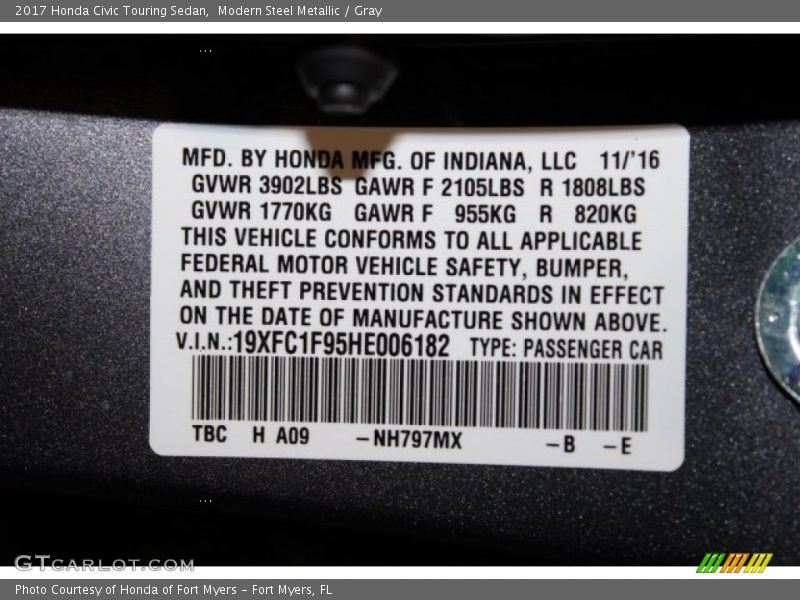 2017 Honda Civic Touring Sedan,  Modern Steel Metallic / Gray
MFD. BY HONDA MFG. OF INDIANA, LLC 11/'16
GVWR 3902LBS GAWR F 2105LBS R 1808LBS
GVWR 1770KG GAWR F 955KG R 820KG
THIS VEHICLE CONFORMS TO ALL APPLICABLE
FEDERAL MOTOR VEHICLE SAFETY, BUMPER,
AND THEFT PREVENTION STANDARDS IN EFFECT
ON THE DATE OF MANUFACTURE SHOWN ABOVE.
V.I.N.:19XFC1F95HE006182 TYPE: PASSENGER CAR
TBC H A09 –NH797MX –B –E
GTCARLOT.COM
Photo Courtesy of Honda of Fort Myers – Fort Myers, FL